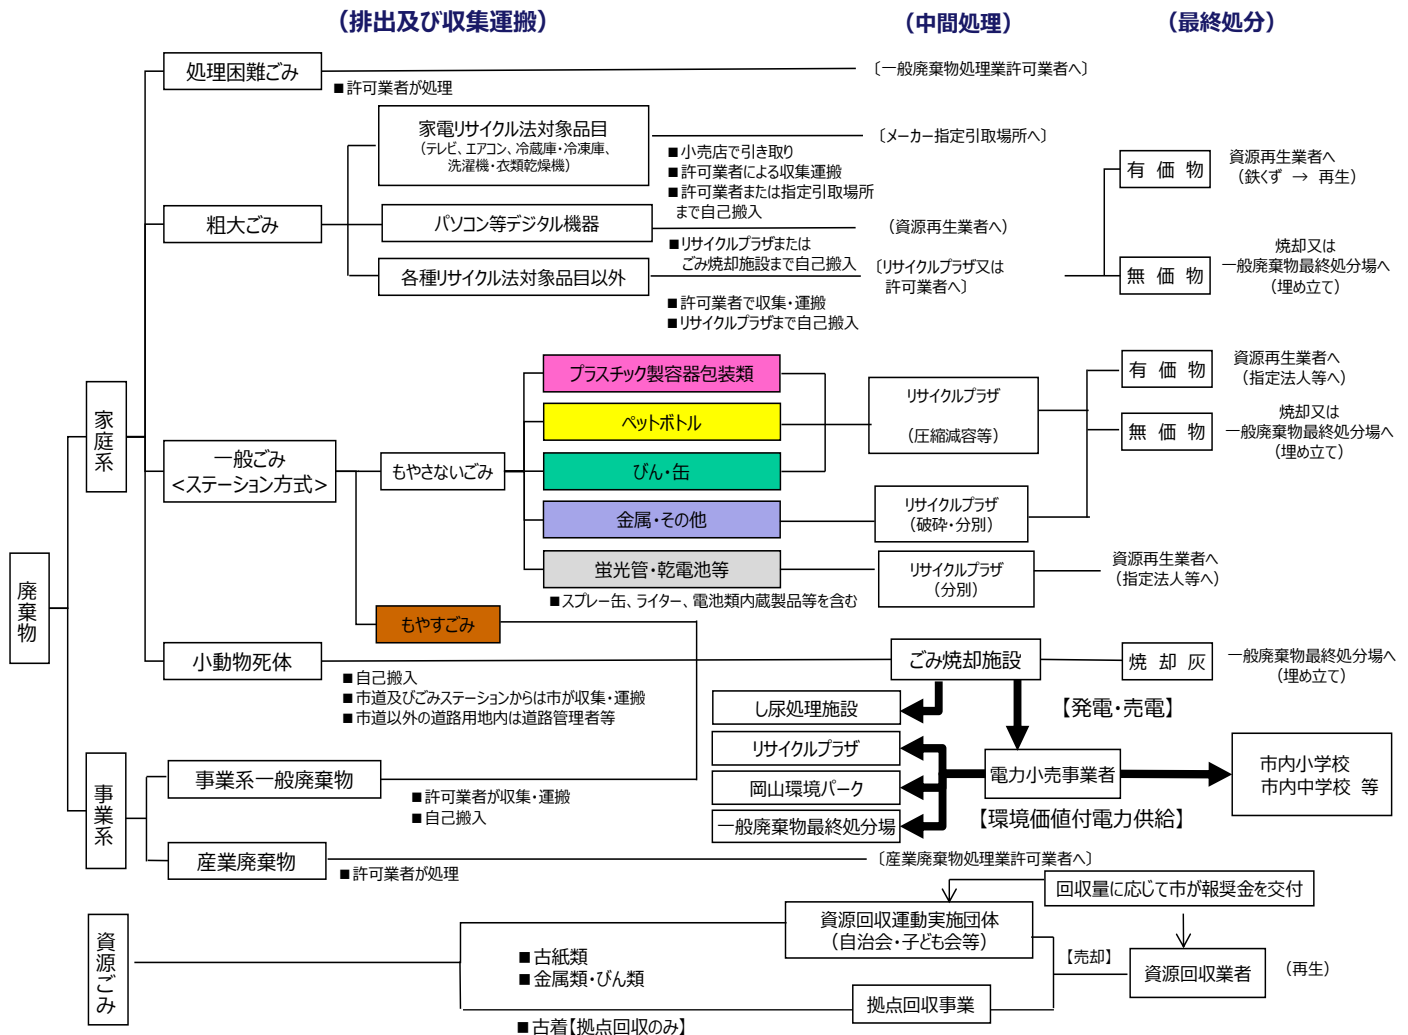 （排出及び収集運搬）
（中間処理）
（最終処分）
処理困難ごみ
■許可業者が処理
〔一般廃棄物処理業許可業者へ〕
家電リサイクル法対象品目
（テレビ、エアコン、冷蔵庫・冷凍庫、
洗濯機・衣類乾燥機）
■小売店で引き取り
■許可業者による収集運搬
■許可業者または指定引取場所
まで自己搬入
〔メーカー指定引取場所へ〕
有価物
資源再生業者へ
（鉄くず → 再生）
粗大ごみ
パソコン等デジタル機器
■リサイクルプラザまたは
ごみ焼却施設まで自己搬入
（資源再生業者へ）
各種リサイクル法対象品目以外
■許可業者で収集・運搬
■リサイクルプラザまで自己搬入
〔リサイクルプラザ又は
許可業者へ〕
無価物
焼却又は
一般廃棄物最終処分場へ
（埋め立て）
廃棄物
家庭系
一般ごみ
＜ステーション方式＞
もやさないごみ
プラスチック製容器包装類
ペットボトル
びん・缶
金属・その他
蛍光管・乾電池等
■スプレー缶、ライター、電池類内蔵製品等を含む
リサイクルプラザ
（圧縮減容等）
リサイクルプラザ
（破砕・分別）
リサイクルプラザ
（分別）
有価物
資源再生業者へ
（指定法人等へ）
無価物
焼却又は
一般廃棄物最終処分場へ
（埋め立て）
資源再生業者へ
（指定法人等へ）
もやすごみ
小動物死体
■自己搬入
■市道及びごみステーションからは市が収集・運搬
■市道以外の道路用地内は道路管理者等
ごみ焼却施設
焼却灰
一般廃棄物最終処分場へ
（埋め立て）
【発電・売電】
し尿処理施設
リサイクルプラザ
岡山環境パーク
一般廃棄物最終処分場
電力小売事業者
【環境価値付電力供給】
市内小学校
市内中学校 等
事業系
事業系一般廃棄物
■許可業者が収集・運搬
■自己搬入
産業廃棄物
■許可業者が処理
〔産業廃棄物処理業許可業者へ〕
回収量に応じて市が報奨金を交付
資源ごみ
■古紙類
■金属類・びん類
■古着【拠点回収のみ】
資源回収運動実施団体
（自治会・子ども会等）
拠点回収事業
【売却】
資源回収業者
（再生）